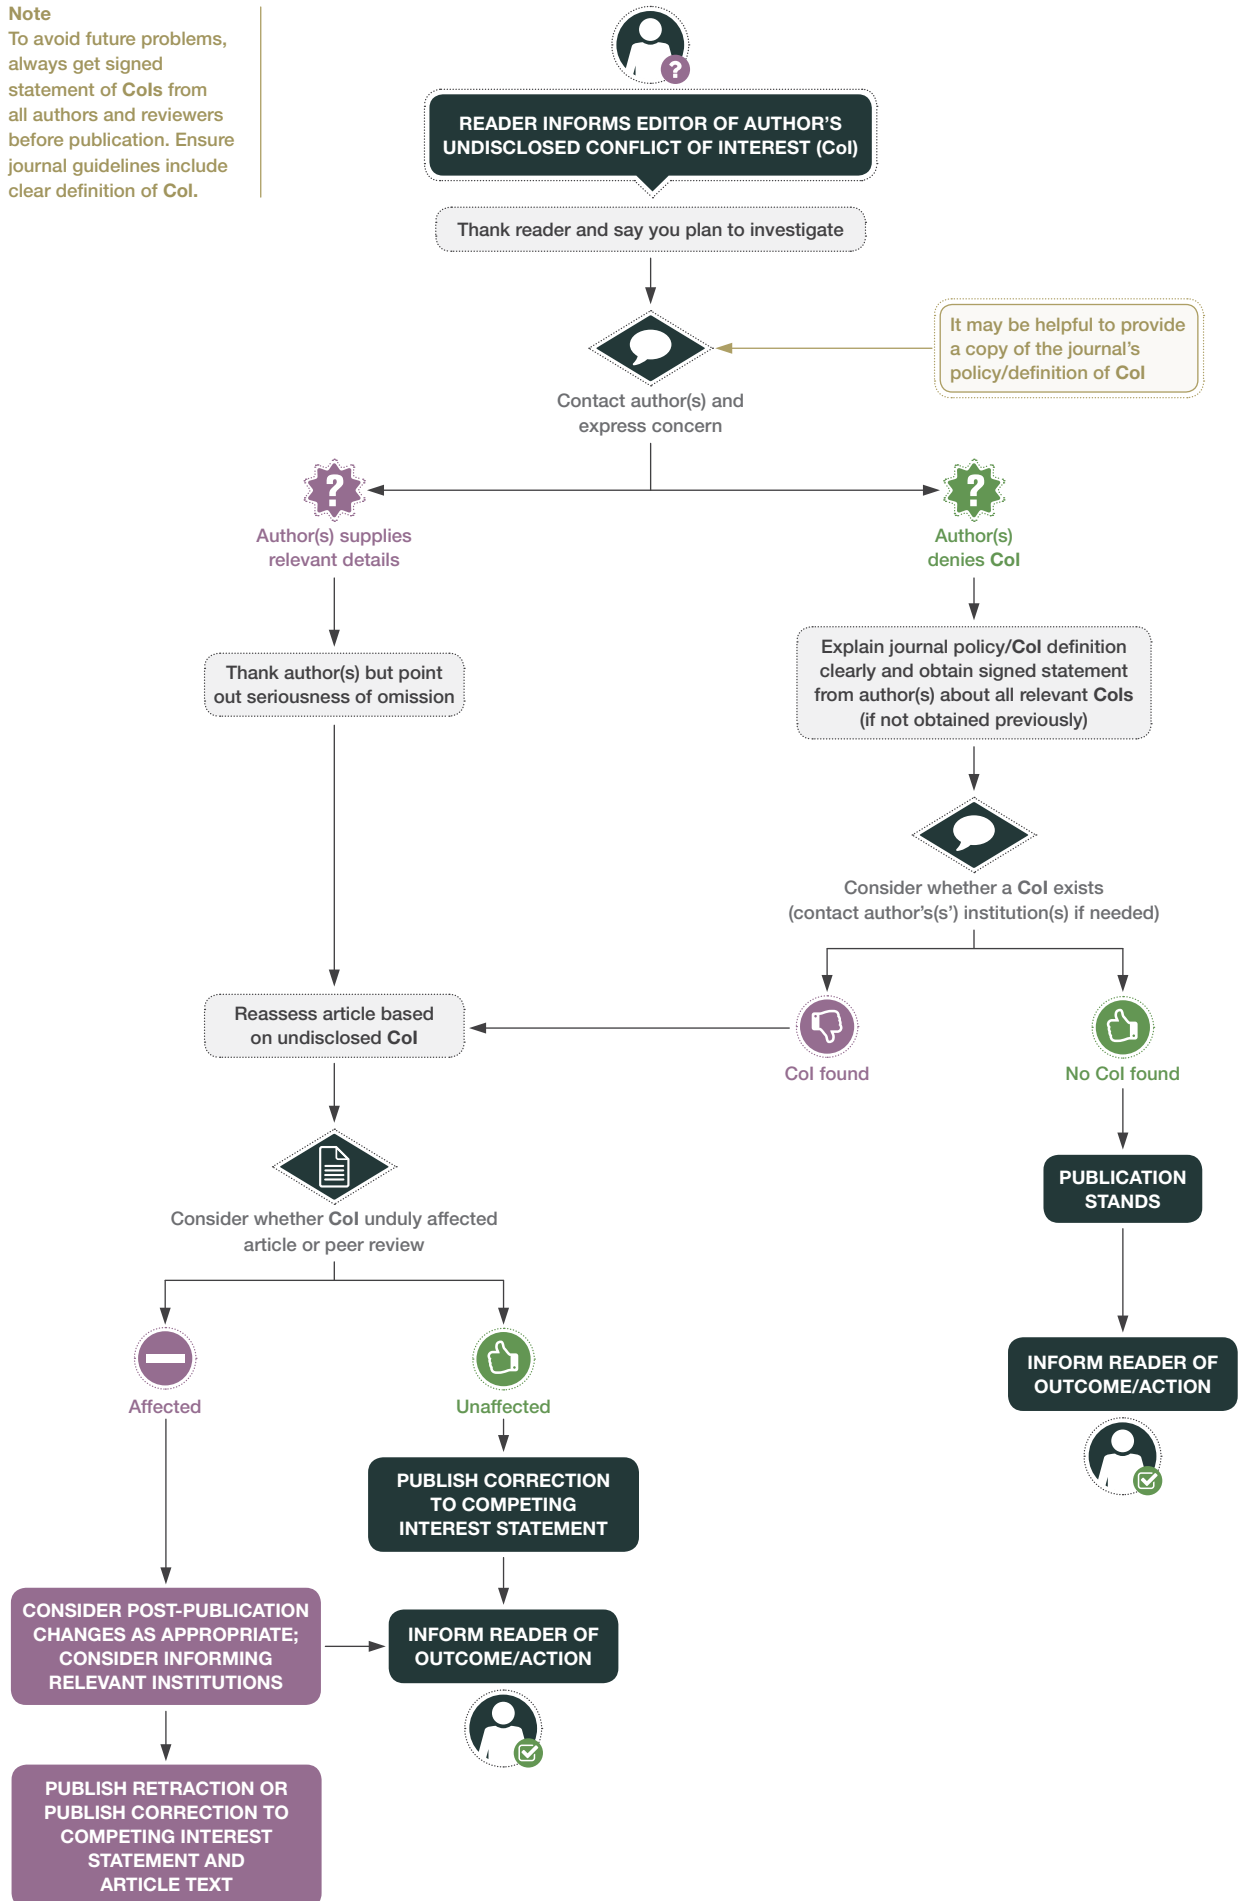 Note
To avoid future problems,
always get signed
statement of CoIs from
all authors and reviewers
before publication. Ensure
journal guidelines include
clear definition of CoI.
?
READER INFORMS EDITOR OF AUTHOR’S
UNDISCLOSED CONFLICT OF INTEREST (CoI)
Thank reader and say you plan to investigate
It may be helpful to provide
a copy of the journal’s
policy/definition of CoI
Contact author(s) and
express concern
?
Author(s) supplies
relevant details
?
Author(s)
denies CoI
Thank author(s) but point
out seriousness of omission
Explain journal policy/CoI definition
clearly and obtain signed statement
from author(s) about all relevant CoIs
(if not obtained previously)
Consider whether a CoI exists
(contact author’s(s’) institution(s) if needed)
Reassess article based
on undisclosed CoI
CoI found
No CoI found
Consider whether CoI unduly affected
article or peer review
PUBLICATION
STANDS
Affected
Unaffected
INFORM READER OF
OUTCOME/ACTION
PUBLISH CORRECTION
TO COMPETING
INTEREST STATEMENT
CONSIDER POST-PUBLICATION
CHANGES AS APPROPRIATE;
CONSIDER INFORMING
RELEVANT INSTITUTIONS
INFORM READER OF
OUTCOME/ACTION
PUBLISH RETRACTION OR
PUBLISH CORRECTION TO
COMPETING INTEREST
STATEMENT AND
ARTICLE TEXT